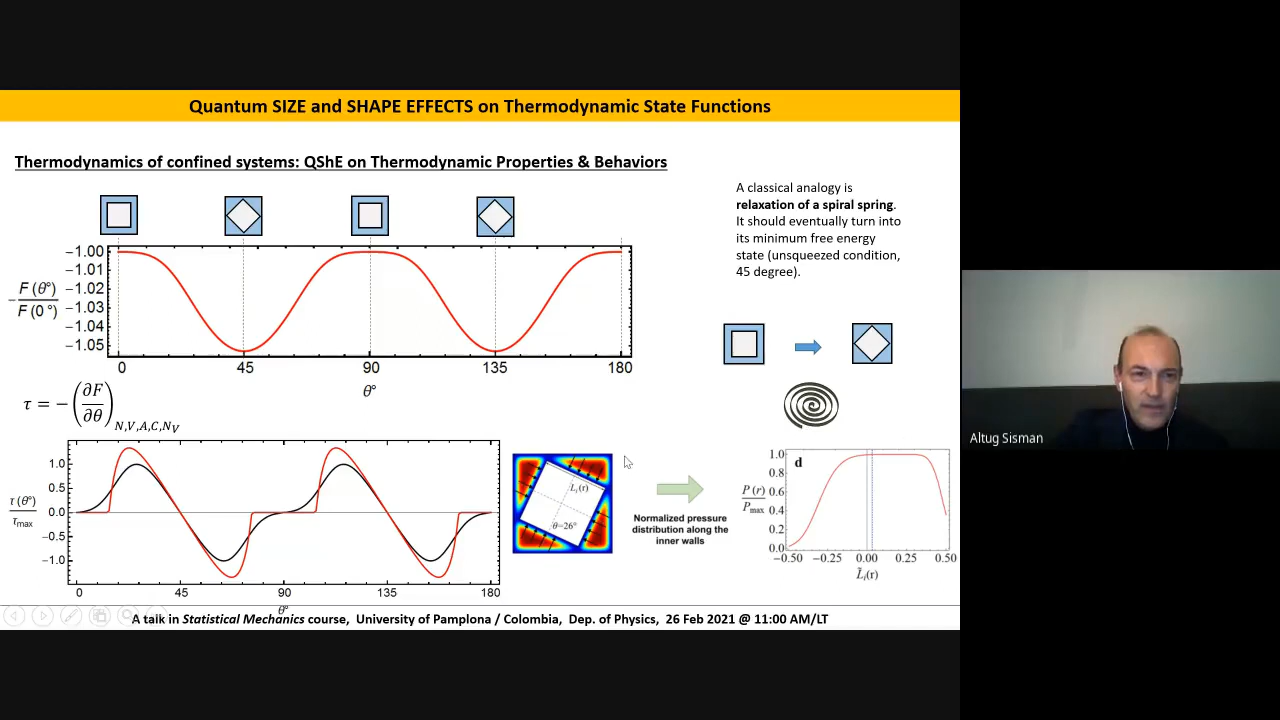 Quantum SIZE and SHAPE EFFECTS on Thermodynamic State Functions
Thermodynamics of confined systems: QShE on Thermodynamic Properties & Behaviors
−1.00
−1.01
−1.02
−1.03
−1.04
−1.05
−F(θ°)/F(0°)
0 45 90 135 180
θ°
τ = −(∂F/∂θ)N,V,A,C,NV
1.0
0.5
0.0
−0.5
−1.0
τ(θ°)/τmax
0 45 90 135 180
θ°
Li(r)
θ=26°
Normalized pressure
distribution along the
inner walls
A classical analogy is
relaxation of a spiral spring.
It should eventually turn into
its minimum free energy
state (unsqueezed condition,
45 degree).
d
1.0
0.8
0.6
0.4
0.2
0.0
P(r)/Pmax
−0.50 −0.25 0.00 0.25 0.50
L̃i(r)
A talk in Statistical Mechanics course, University of Pamplona / Colombia, Dep. of Physics, 26 Feb 2021 @ 11:00 AM/LT
Altug Sisman